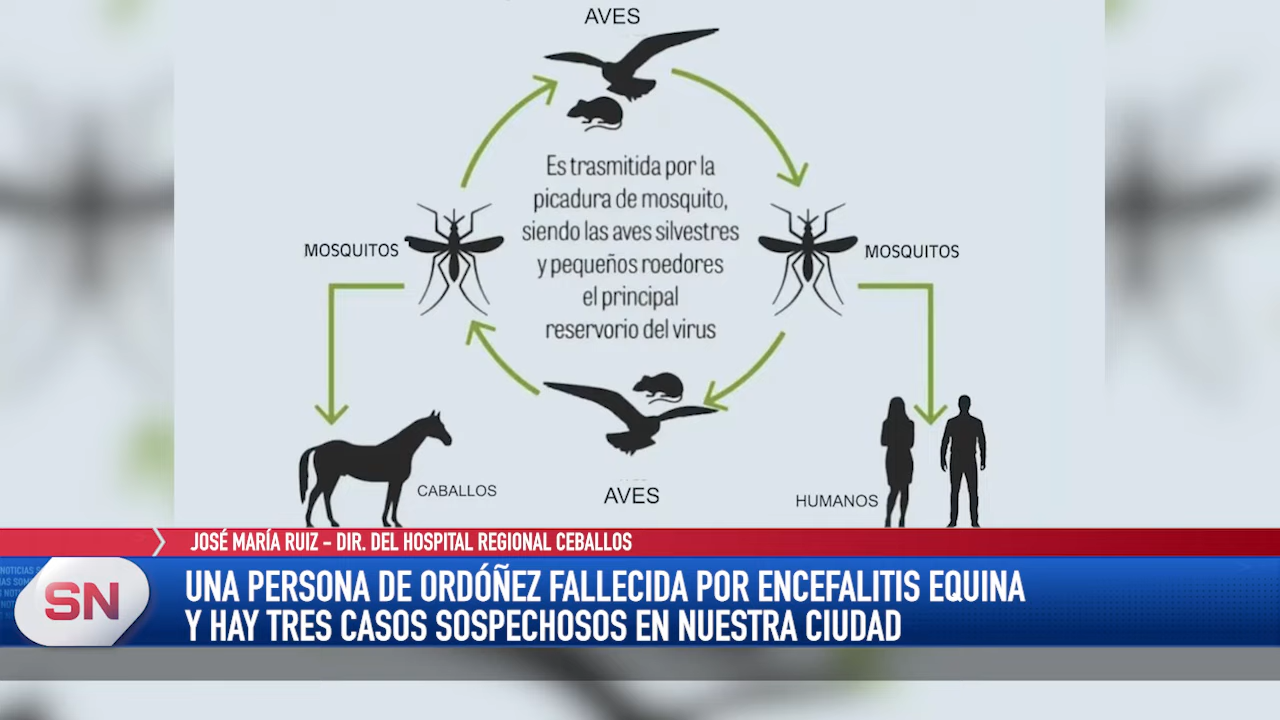 AVES
Es trasmitida por la
picadura de mosquito,
siendo las aves silvestres
y pequeños roedores
el principal
reservorio del virus
MOSQUITOS
MOSQUITOS
CABALLOS
AVES
HUMANOS
JOSÉ MARÍA RUIZ - DIR. DEL HOSPITAL REGIONAL CEBALLOS
SN
UNA PERSONA DE ORDÓÑEZ FALLECIDA POR ENCEFALITIS EQUINA
Y HAY TRES CASOS SOSPECHOSOS EN NUESTRA CIUDAD